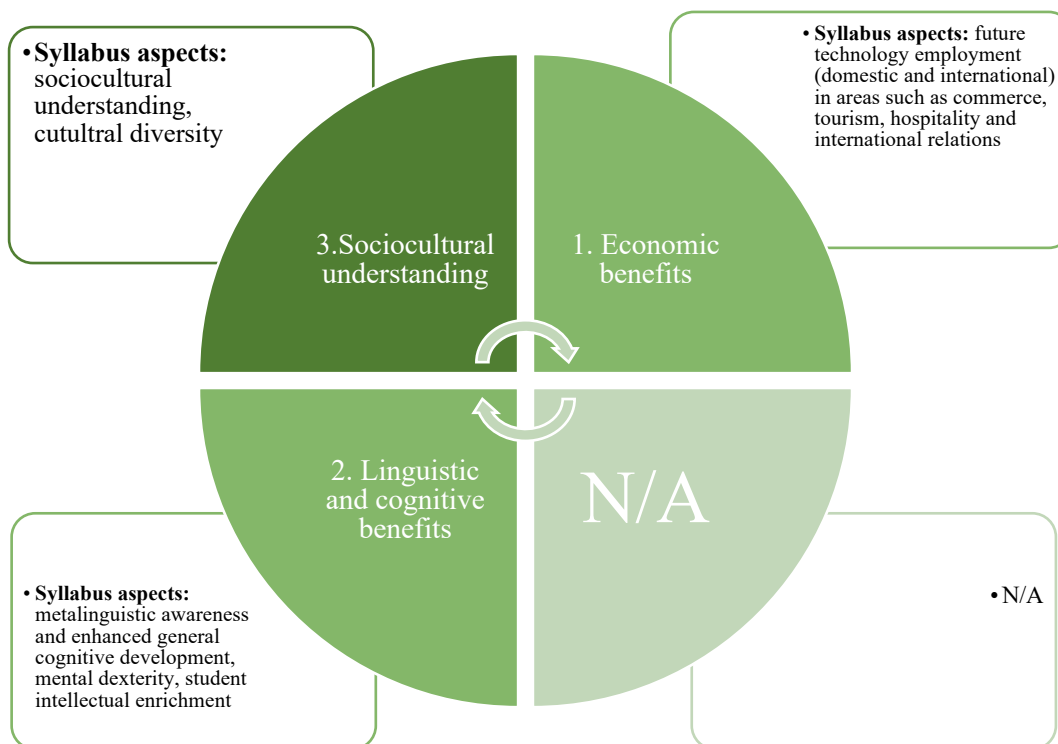 • Syllabus aspects:
sociocultural
understanding,
cutultral diversity
• Syllabus aspects: future
technology employment
(domestic and international)
in areas such as commerce,
tourism, hospitality and
international relations
3.Sociocultural
understanding
1. Economic
benefits
2. Linguistic
and cognitive
benefits
N/A
• Syllabus aspects:
metalinguistic awareness
and enhanced general
cognitive development,
mental dexterity, student
intellectual enrichment
• N/A